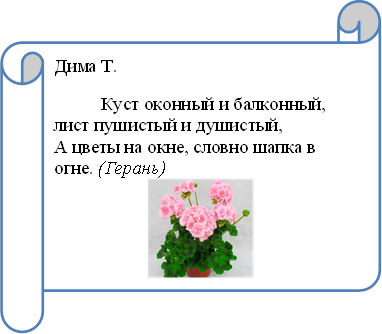 Дима Т.
Куст оконный и балконный,
лист пушистый и душистый,
А цветы на окне, словно шапка в
огне. (Герань)